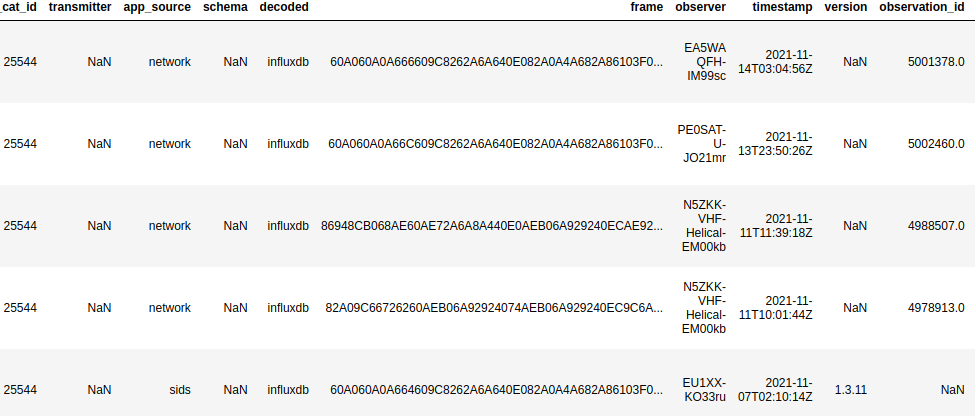 _cat_id transmitter app_source schema decoded frame observer timestamp version observation_id
25544 NaN network NaN influxdb 60A060A0A666609C8262A6A640E082A0A4A682A86103F0... EA5WA
QFH-
IM99sc 2021-11-
14T03:04:56Z NaN 5001378.0
25544 NaN network NaN influxdb 60A060A0A66C609C8262A6A640E082A0A4A682A86103F0... PE0SAT-
U-
JO21mr 2021-11-
13T23:50:26Z NaN 5002460.0
25544 NaN network NaN influxdb 86948CB068AE60AE72A6A8A440E0AEB06A929240ECAE92... N5ZKK-
VHF-
Helical-
EM00kb 2021-11-
11T11:39:18Z NaN 4988507.0
25544 NaN network NaN influxdb 82A09C66726260AEB06A92924074AEB06A929240EC9C6A... N5ZKK-
VHF-
Helical-
EM00kb 2021-11-
11T10:01:44Z NaN 4978913.0
25544 NaN sids NaN influxdb 60A060A0A664609C8262A6A640E082A0A4A682A86103F0... EU1XX-
KO33ru 2021-11-
07T02:10:14Z 1.3.11 NaN